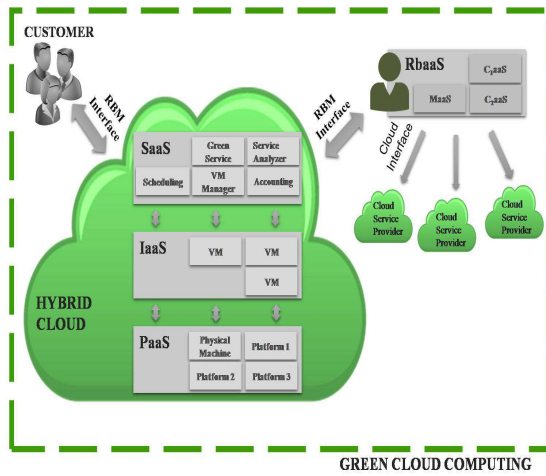 CUSTOMER
RBM
Interface
RBM
Interface
RbaaS
C₁aaS
MaaS
C₂aaS
Cloud
Interface
SaaS
Green
Service
Service
Analyzer
Scheduling
VM
Manager
Accounting
Cloud
Service
Provider
Cloud
Service
Provider
Cloud
Service
Provider
IaaS
VM
VM
VM
HYBRID
CLOUD
PaaS
Physical
Machine
Platform 1
Platform 2
Platform 3
GREEN CLOUD COMPUTING